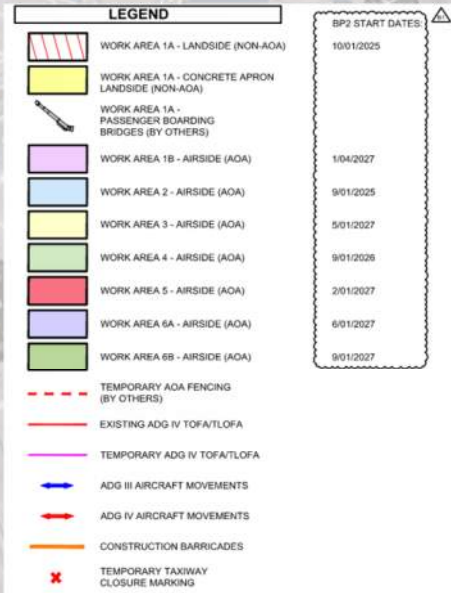 LEGEND
BP2 START DATES:
WORK AREA 1A - LANDSIDE (NON-AOA) 10/01/2025
WORK AREA 1A - CONCRETE APRON
LANDSIDE (NON-AOA)
WORK AREA 1A -
PASSENGER BOARDING
BRIDGES (BY OTHERS)
WORK AREA 1B - AIRSIDE (AOA) 1/04/2027
WORK AREA 2 - AIRSIDE (AOA) 9/01/2025
WORK AREA 3 - AIRSIDE (AOA) 5/01/2027
WORK AREA 4 - AIRSIDE (AOA) 9/01/2026
WORK AREA 5 - AIRSIDE (AOA) 2/01/2027
WORK AREA 6A - AIRSIDE (AOA) 6/01/2027
WORK AREA 6B - AIRSIDE (AOA) 9/01/2027
TEMPORARY AOA FENCING
(BY OTHERS)
EXISTING ADG IV TOFA/TLOFA
TEMPORARY ADG IV TOFA/TLOFA
ADG III AIRCRAFT MOVEMENTS
ADG IV AIRCRAFT MOVEMENTS
CONSTRUCTION BARRICADES
TEMPORARY TAXIWAY
CLOSURE MARKING